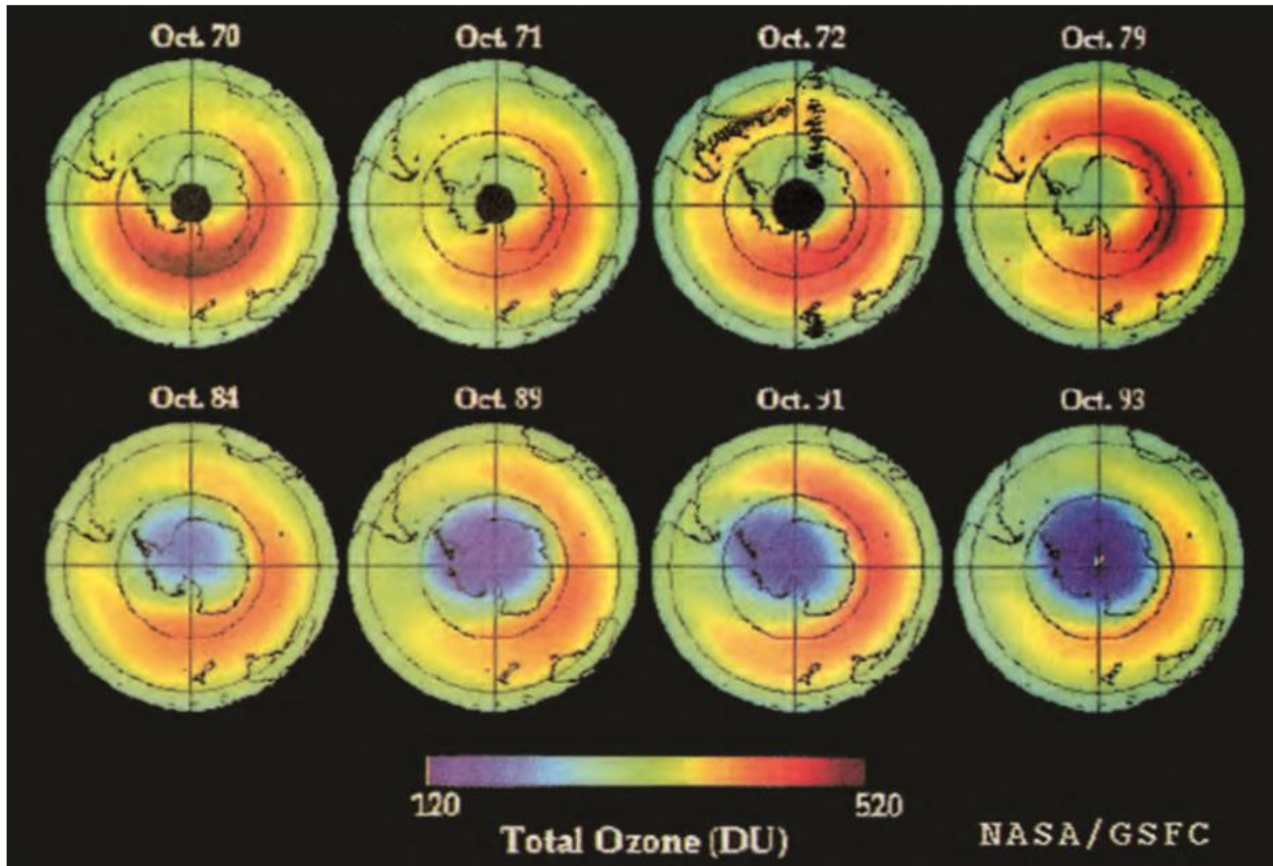 Oct. 70
Oct. 71
Oct. 72
Oct. 79
Oct. 84
Oct. 89
Oct. 91
Oct. 93
120
520
Total Ozone (DU)
NASA/GSFC